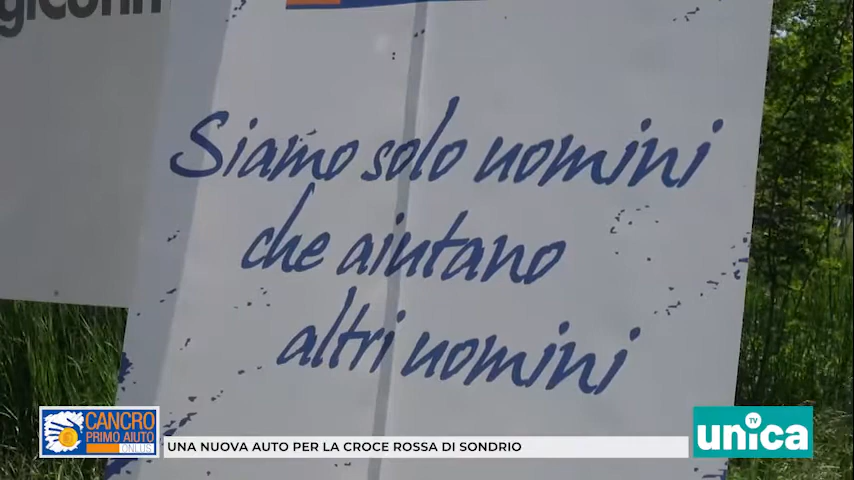 Siamo solo uomini
che aiutano
altri uomini
CANCRO
PRIMO AIUTO
ONLUS
UNA NUOVA AUTO PER LA CROCE ROSSA DI SONDRIO
TV
unica